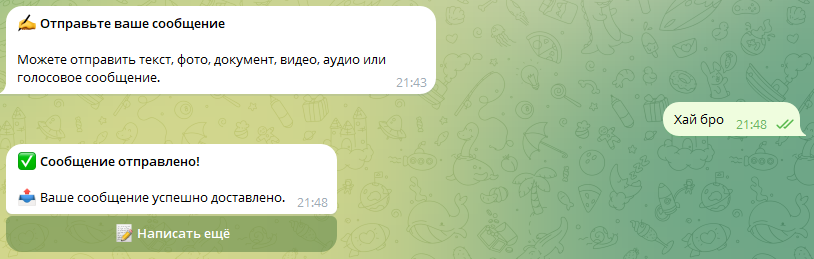 ✍️ Отправьте ваше сообщение
Можете отправить текст, фото, документ, видео, аудио или
голосовое сообщение.
21:43
Хай бро
21:48
✅ Сообщение отправлено!
📤 Ваше сообщение успешно доставлено.
21:48
📝 Написать ещё